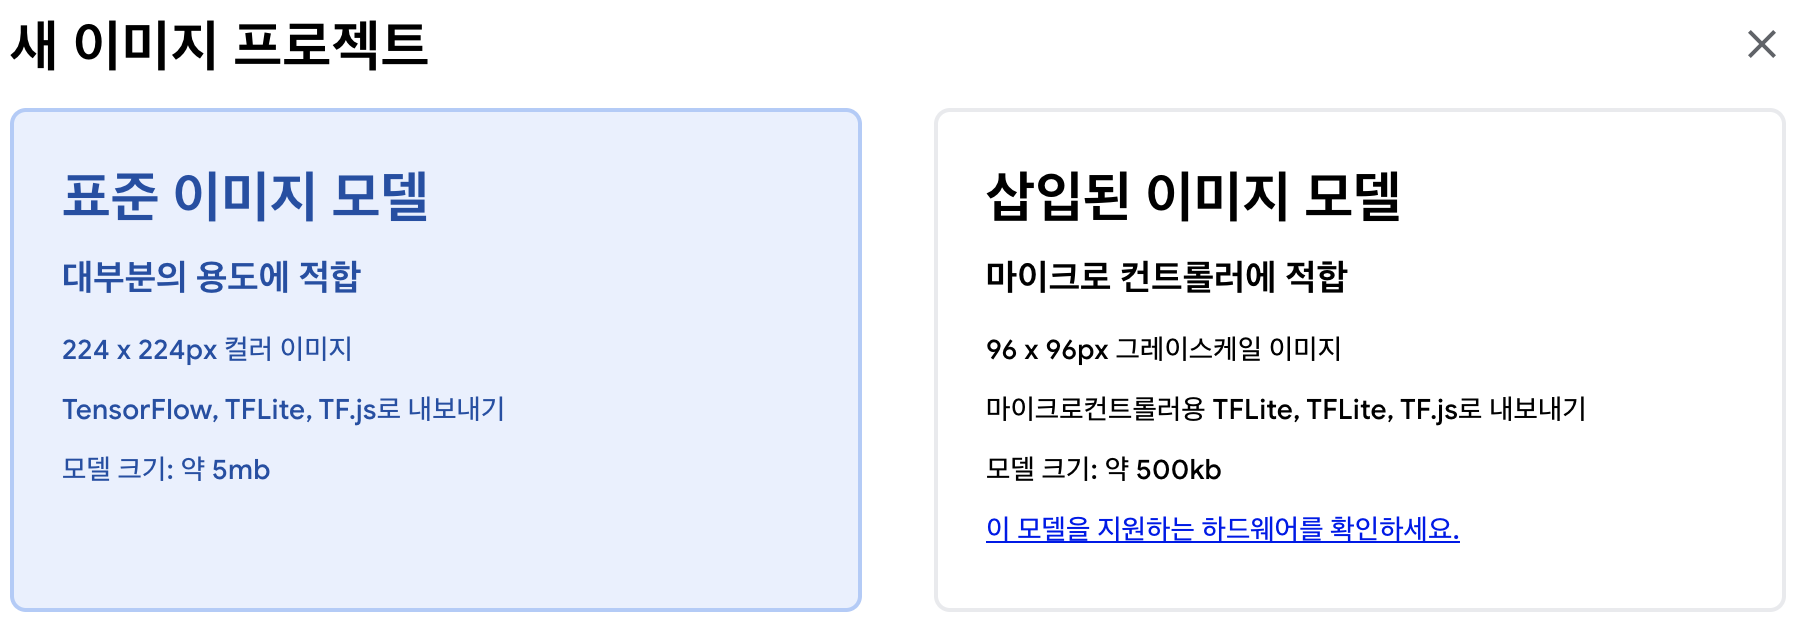 새 이미지 프로젝트
표준 이미지 모델
대부분의 용도에 적합
224 x 224px 컬러 이미지
TensorFlow, TFLite, TF.js로 내보내기
모델 크기: 약 5mb
삽입된 이미지 모델
마이크로 컨트롤러에 적합
96 x 96px 그레이스케일 이미지
마이크로컨트롤러용 TFLite, TFLite, TF.js로 내보내기
모델 크기: 약 500kb
이 모델을 지원하는 하드웨어를 확인하세요.